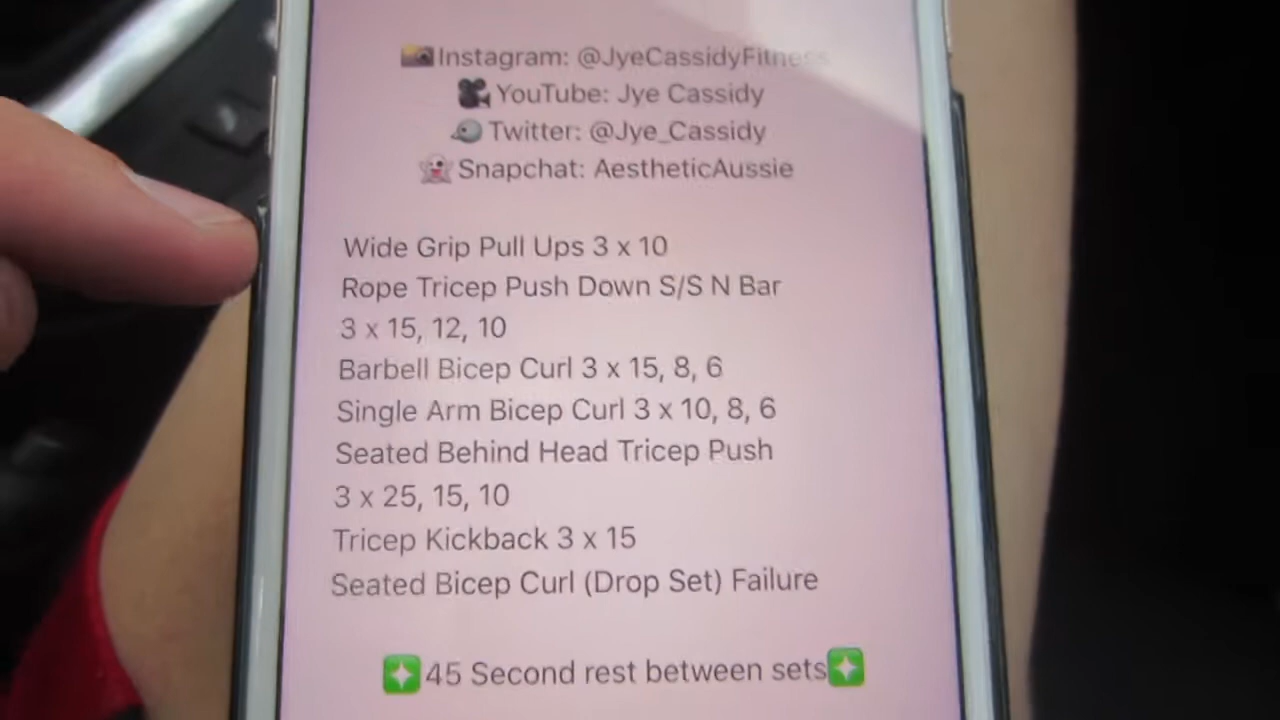 Instagram: @JyeCassidyFitness
YouTube: Jye Cassidy
Twitter: @Jye_Cassidy
Snapchat: AestheticAussie
Wide Grip Pull Ups 3 x 10
Rope Tricep Push Down S/S N Bar
3 x 15, 12, 10
Barbell Bicep Curl 3 x 15, 8, 6
Single Arm Bicep Curl 3 x 10, 8, 6
Seated Behind Head Tricep Push
3 x 25, 15, 10
Tricep Kickback 3 x 15
Seated Bicep Curl (Drop Set) Failure
45 Second rest between sets